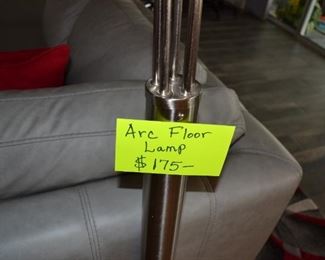 Arc Floor
Lamp
$175-